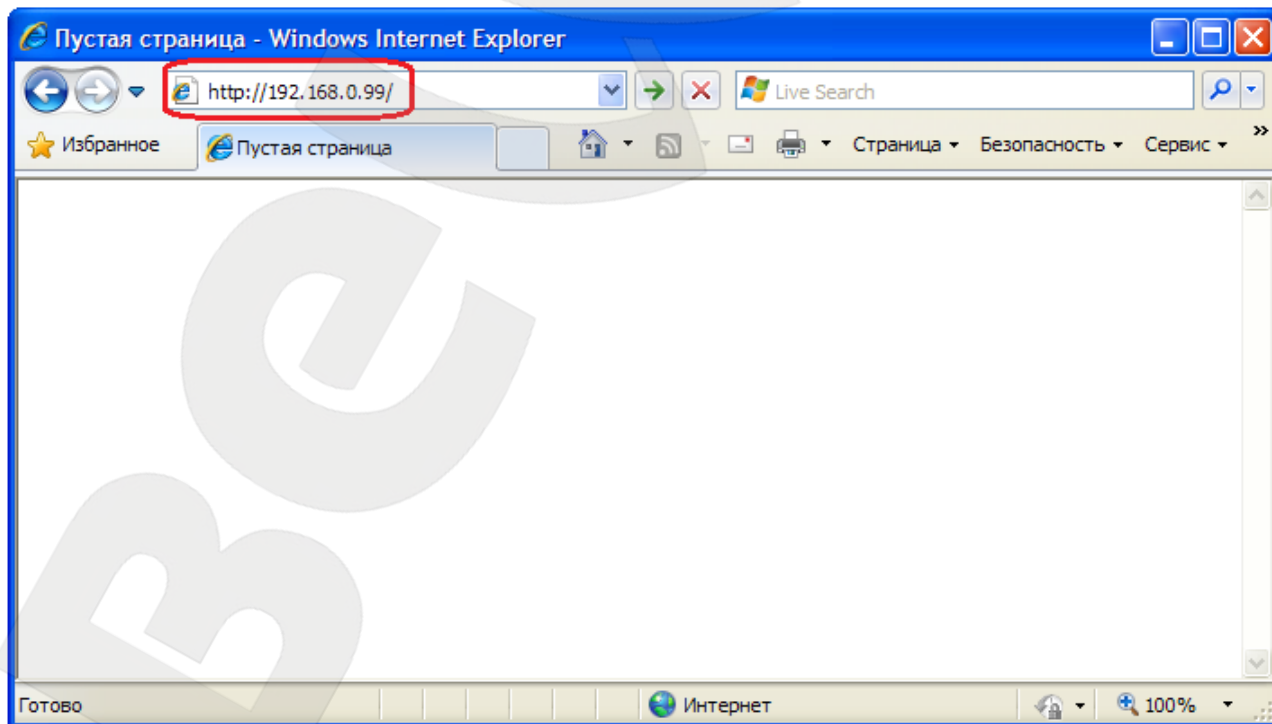 Пустая страница - Windows Internet Explorer
http://192.168.0.99/
Live Search
Избранное
Пустая страница
Страница
Безопасность
Сервис
»
Готово
Интернет
100%